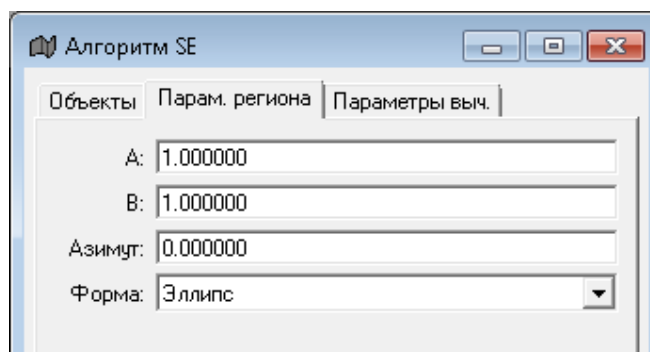 Алгоритм SE
Объекты Парам. региона Параметры выч.
A: 1.000000
B: 1.000000
Азимут: 0.000000
Форма: Эллипс